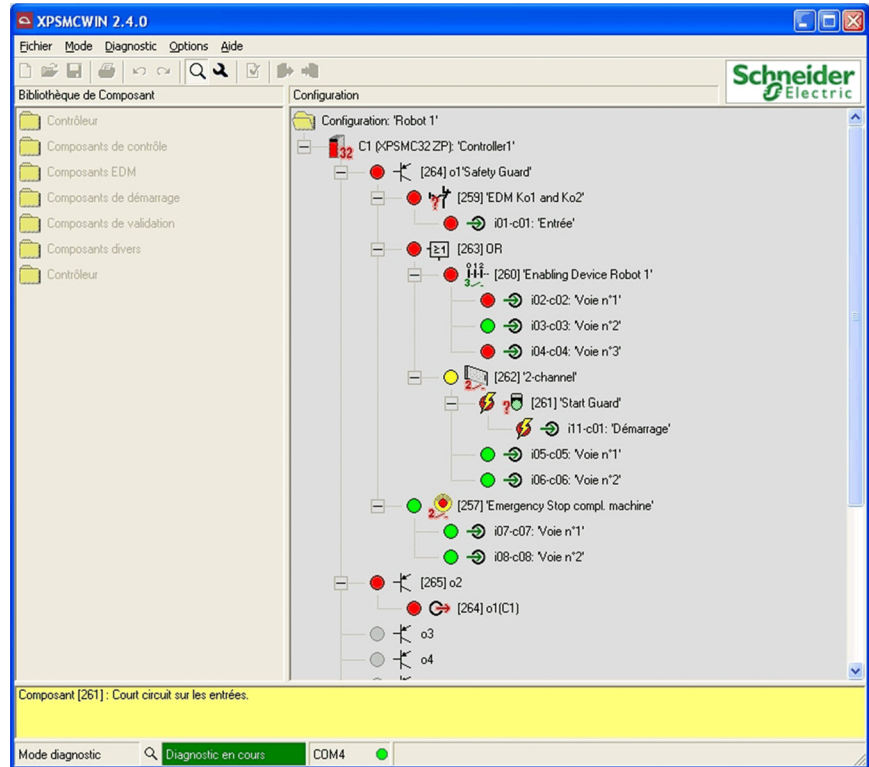 XPSMCWIN 2.4.0
Fichier Mode Diagnostic Options Aide
Schneider
Electric
Bibliothèque de Composant
Configuration
Contrôleur
Composants de contrôle
Composants EDM
Composants de démarrage
Composants de validation
Composants divers
Contrôleur
Configuration: 'Robot 1'
32 C1 (XPSMC32 ZP): 'Controller1'
[264] o1'Safety Guard'
? [259] 'EDM Ko1 and Ko2'
i01-c01: 'Entrée'
≥1 [263] OR
0 1 2 3 [260] 'Enabling Device Robot 1'
i02-c02: 'Voie n°1'
i03-c03: 'Voie n°2'
i04-c04: 'Voie n°3'
2 [262] '2-channel'
? [261] 'Start Guard'
i11-c01: 'Démarrage'
i05-c05: 'Voie n°1'
i06-c06: 'Voie n°2'
2 [257] 'Emergency Stop compl. machine'
i07-c07: 'Voie n°1'
i08-c08: 'Voie n°2'
[265] o2
[264] o1(C1)
o3
o4
Composant [261] : Court circuit sur les entrées.
Mode diagnostic Diagnostic en cours COM4